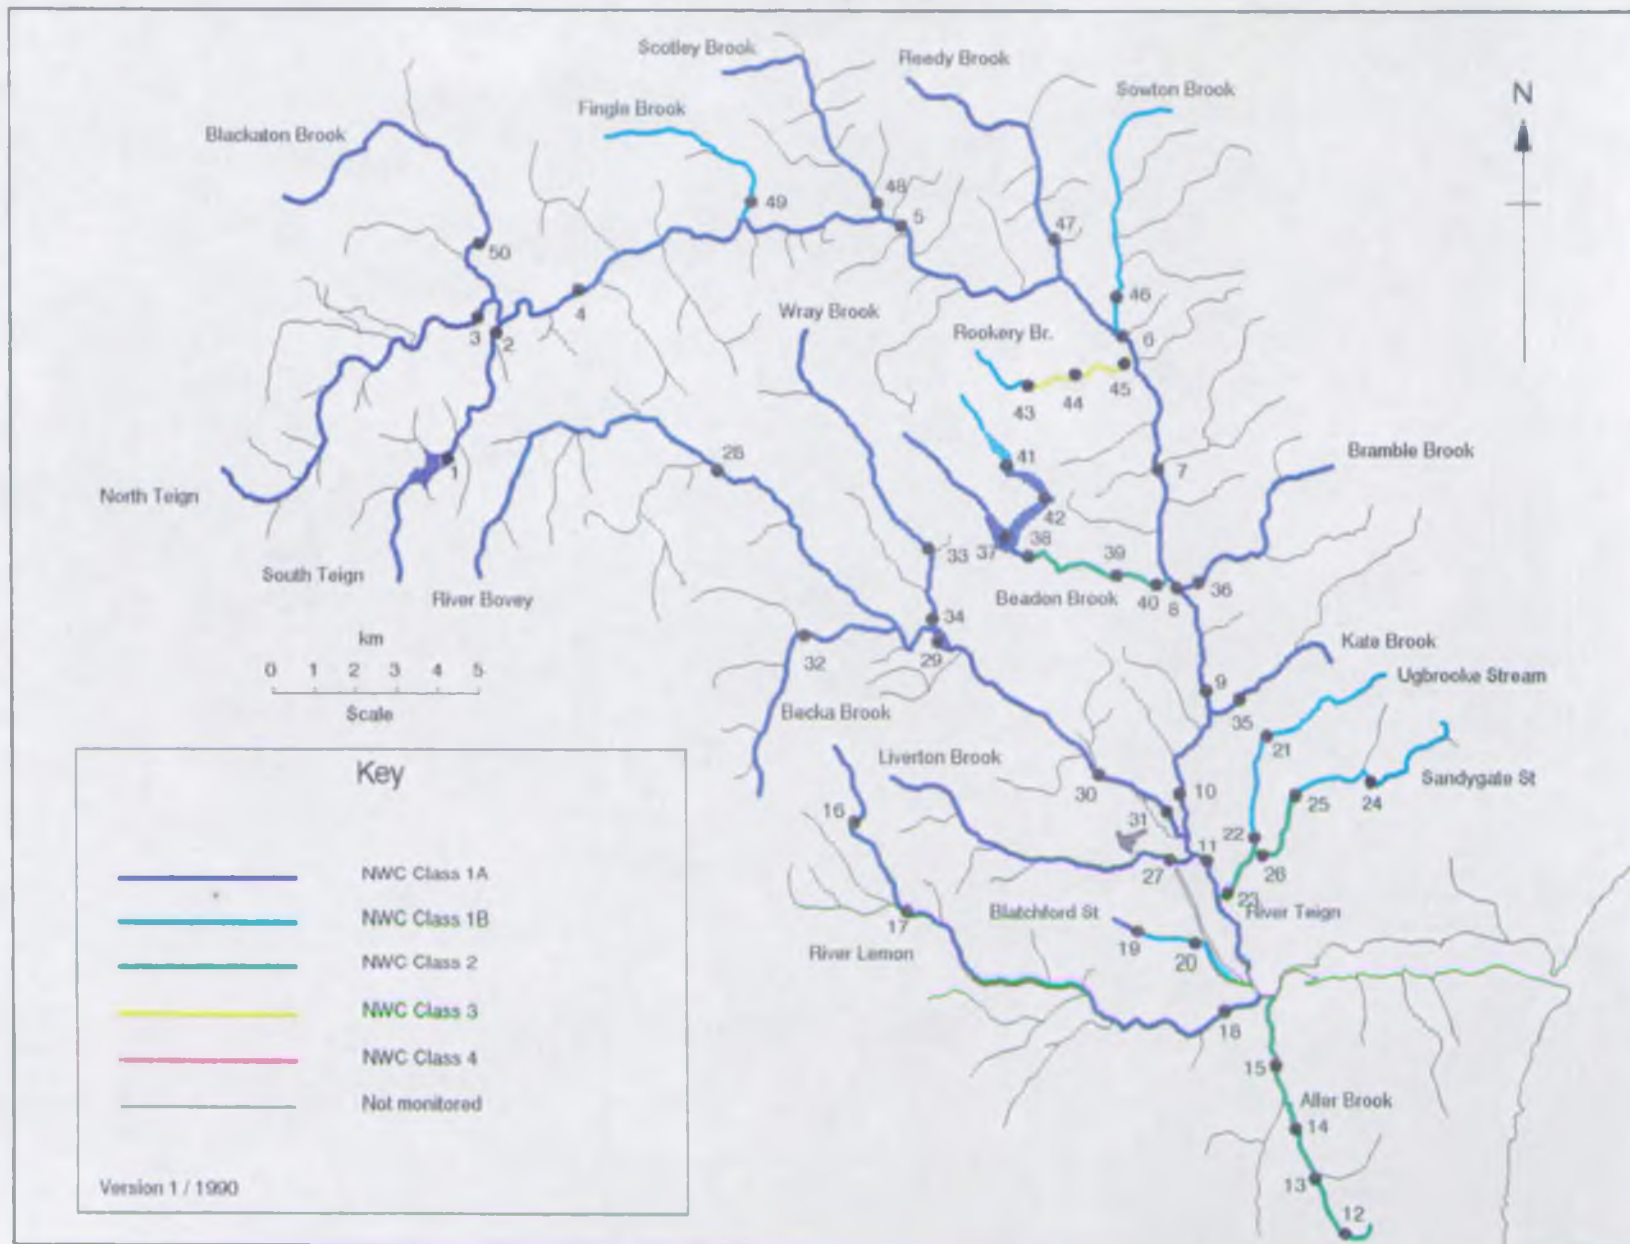 Scotley Brook
Reedy Brook
Sowton Brook
N
Fingle Brook
Blackaton Brook
48
49
5
47
50
46
4
Wray Brook
3
2
Rookery Br.
6
45
43
44
28
41
Bramble Brook
1
7
North Teign
42
33
37
38
39
South Teign
River Bovey
Beadon Brook
40
8
36
34
km
Kate Brook
0 1 2 3 4 5
32
29
9
Ugbrooke Stream
Scale
Becka Brook
35
21
Liverton Brook
Key
Sandygate St
30
10
25
24
16
31
22
11
NWC Class 1A
27
26
23
NWC Class 1B
17
Blatchford St
River Teign
River Lemon
19
20
NWC Class 2
NWC Class 3
18
NWC Class 4
15
Not monitored
Aller Brook
14
Version 1 / 1990
13
12